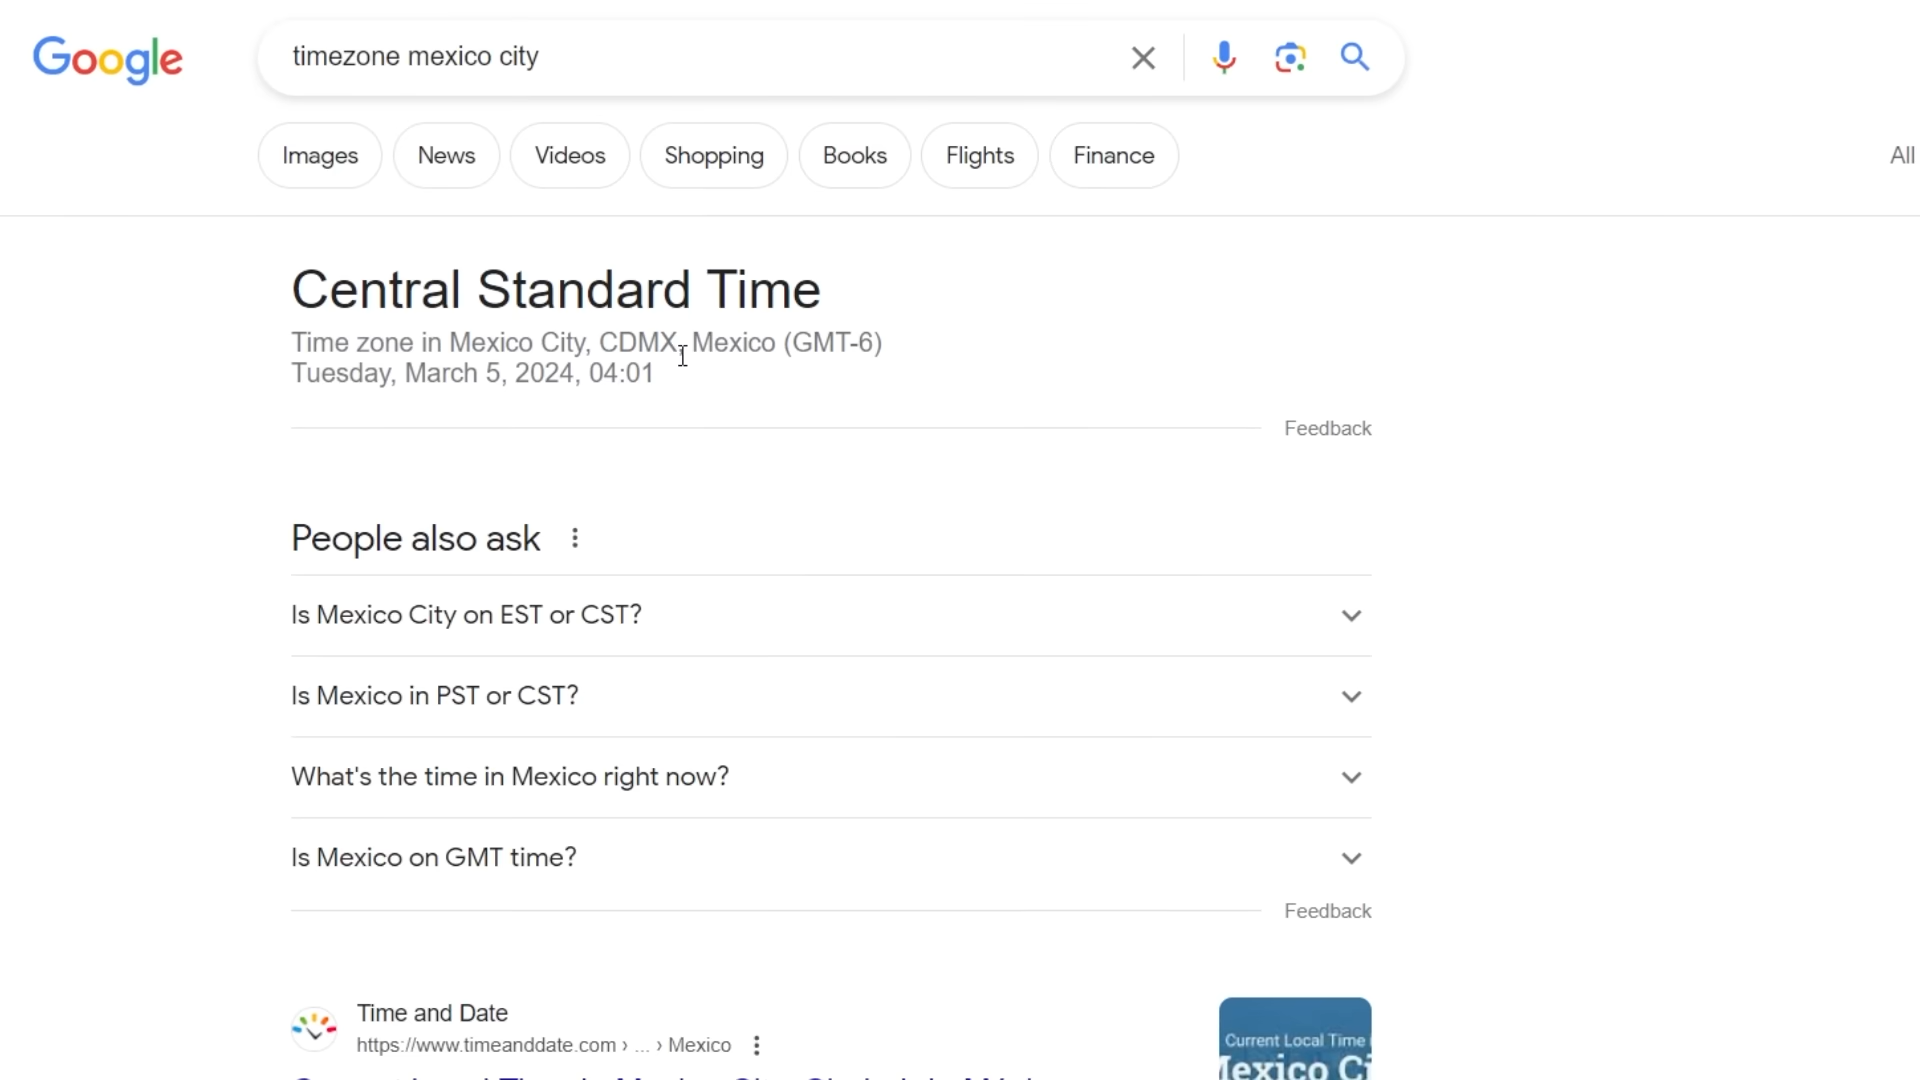 Google
timezone mexico city
Images
News
Videos
Shopping
Books
Flights
Finance
All
Central Standard Time
Time zone in Mexico City, CDMX, Mexico (GMT-6)
Tuesday, March 5, 2024, 04:01
Feedback
People also ask
Is Mexico City on EST or CST?
Is Mexico in PST or CST?
What's the time in Mexico right now?
Is Mexico on GMT time?
Feedback
Time and Date
https://www.timeanddate.com › ... › Mexico
Current Local Time